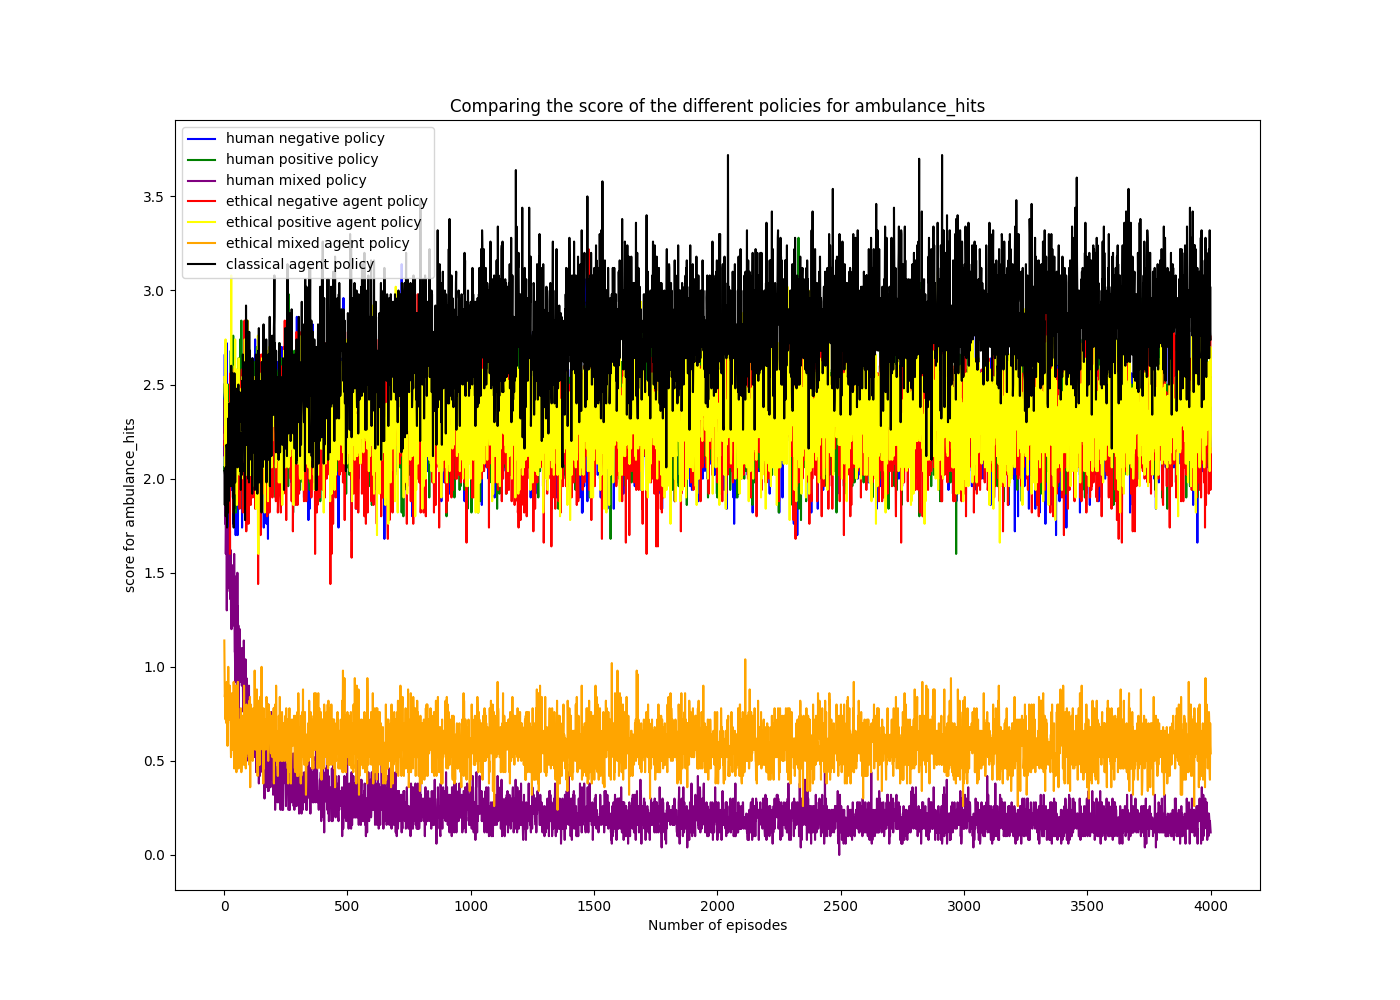 Comparing the score of the different policies for ambulance_hits
human negative policy
human positive policy
human mixed policy
ethical negative agent policy
ethical positive agent policy
ethical mixed agent policy
classical agent policy
score for ambulance_hits
3.5
3.0
2.5
2.0
1.5
1.0
0.5
0.0
0 500 1000 1500 2000 2500 3000 3500 4000
Number of episodes